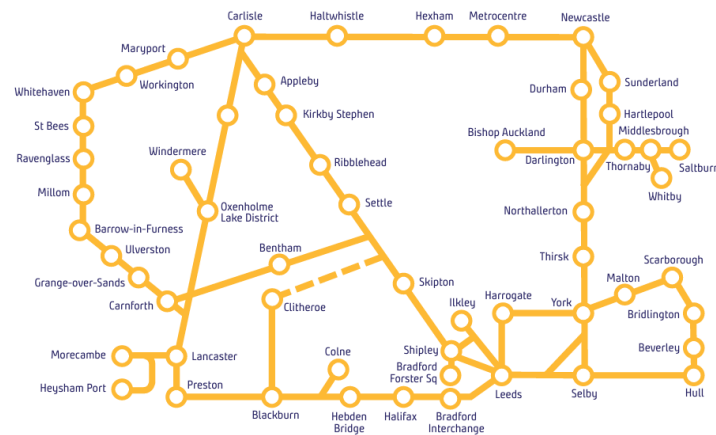 Carlisle
Haltwhistle
Hexham
Metrocentre
Newcastle
Maryport
Workington
Whitehaven
Appleby
Durham
Sunderland
St Bees
Kirkby Stephen
Hartlepool
Bishop Auckland
Middlesbrough
Ravenglass
Windermere
Ribblehead
Darlington
Thornaby
Saltburn
Whitby
Millom
Oxenholme
Lake District
Settle
Northallerton
Barrow-in-Furness
Ulverston
Bentham
Thirsk
Scarborough
Grange-over-Sands
Carnforth
Clitheroe
Skipton
Ilkley
Harrogate
York
Malton
Bridlington
Morecambe
Lancaster
Colne
Shipley
Bradford
Forster Sq
Beverley
Heysham Port
Preston
Blackburn
Hebden
Bridge
Halifax
Bradford
Interchange
Leeds
Selby
Hull